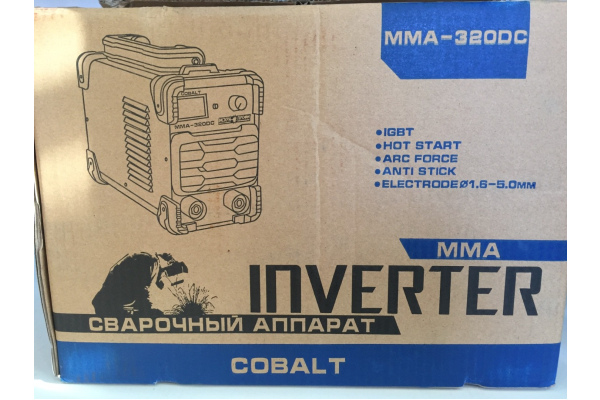 MMA-320DC
COBALT
MMA-320DC
•IGBT
•HOT START
•ARC FORCE
•ANTI STICK
•ELECTRODEØ1.6-5.0мм
MMA
INVERTER
СВАРОЧНЫЙ АППАРАТ
COBALT